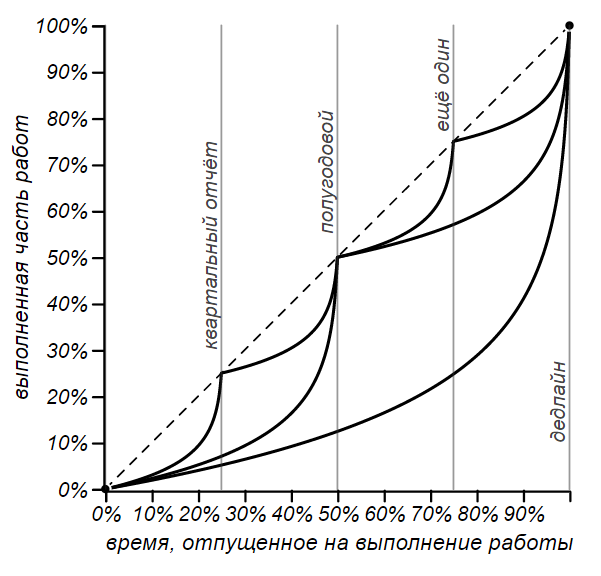 100%
90%
80%
70%
60%
50%
40%
30%
20%
10%
0%
выполненная часть работ
квартальный отчёт
полугодовой
ещё один
дедлайн
0% 10% 20% 30% 40% 50% 60% 70% 80% 90%
время, отпущенное на выполнение работы